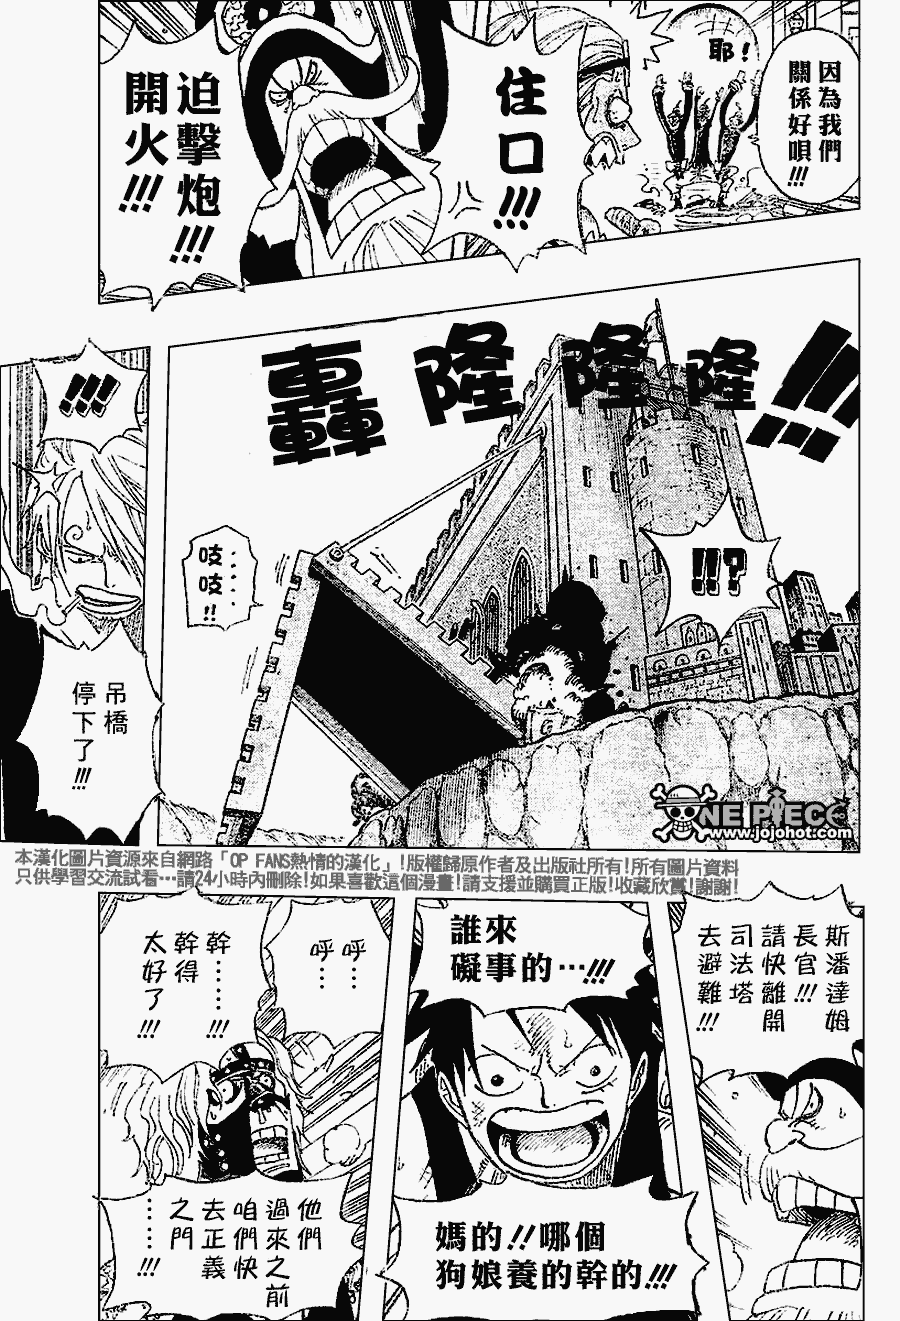 因為我們
關係好唄
!!!
耶!
住口!!!
迫擊炮
開火!!!
!!!
轟隆隆隆!!!
!!?
吱……
吱……
!!
!!!
吊橋
停下了!!!
ONE PIECE
www.jojohot.com
本漢化圖片資源來自網路「OP FANS熱情的漢化」!版權歸原作者及出版社所有!所有圖片資料
只供學習交流試看…請24小時內刪除!如果喜歡這個漫畫!請支援並購買正版!收藏欣賞!謝謝!
斯潘達姆
長官!!!
請快離開
司法塔
去避難!!!
誰來
礙事的…!!!
媽的!!哪個
狗娘養的幹的!!!
呼…
呼…
幹……!!!
幹得
太好了!!!
他們
過來之前
咱們快
去正義
之門
……!!!